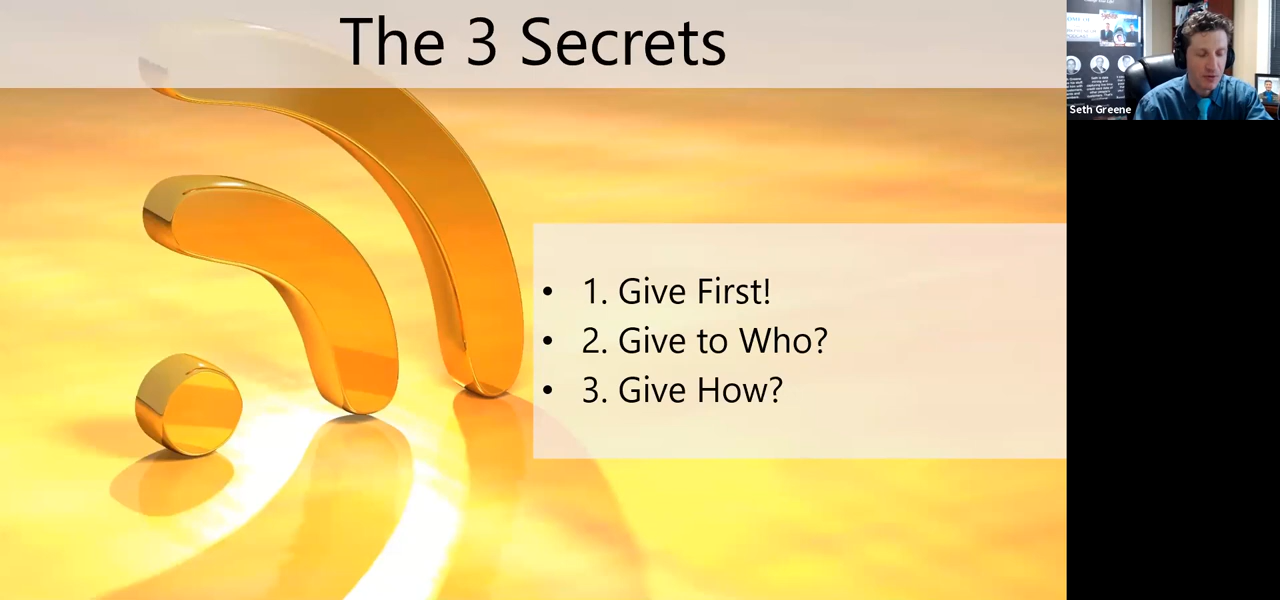 The 3 Secrets
• 1. Give First!
• 2. Give to Who?
• 3. Give How?
Seth Greene